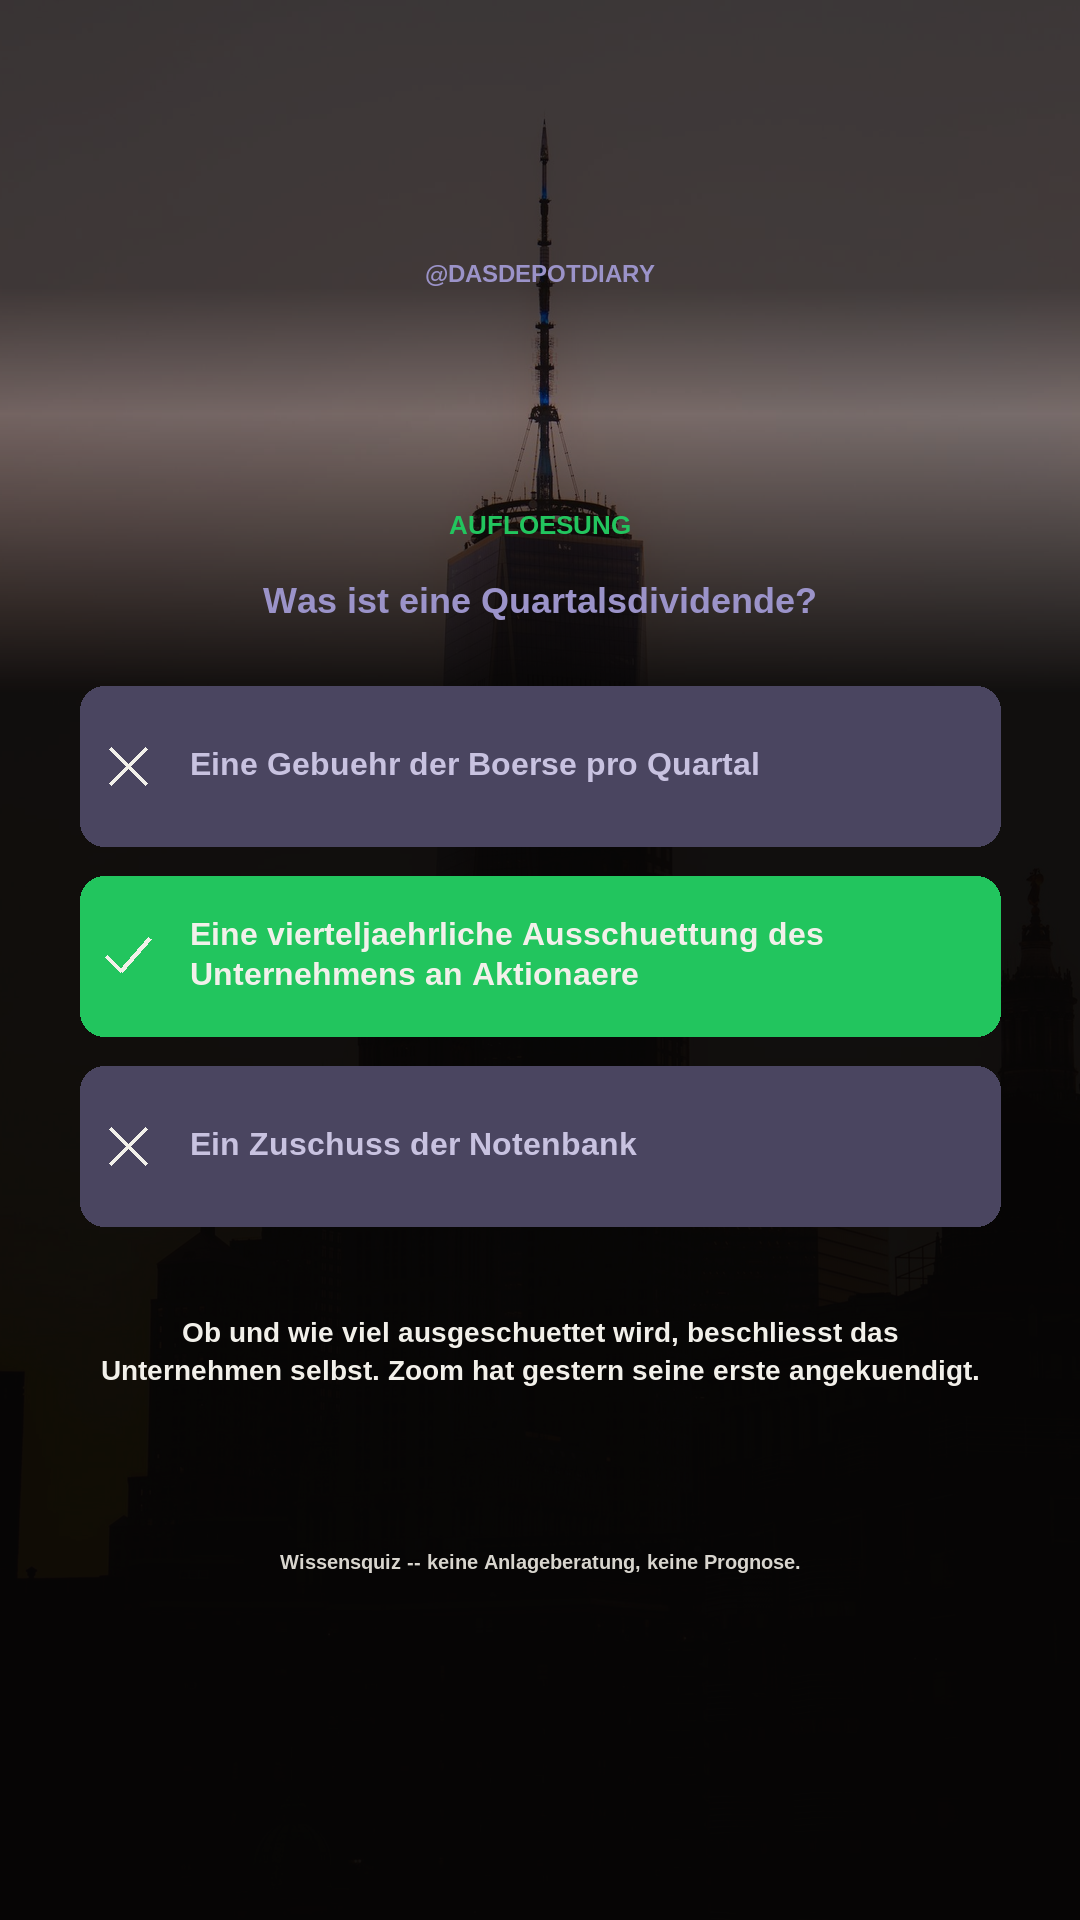 @DASDEPOTDIARY
AUFLOESUNG
Was ist eine Quartalsdividende?
Eine Gebuehr der Boerse pro Quartal
Eine vierteljaehrliche Ausschuettung des
Unternehmens an Aktionaere
Ein Zuschuss der Notenbank
Ob und wie viel ausgeschuettet wird, beschliesst das
Unternehmen selbst. Zoom hat gestern seine erste angekuendigt.
Wissensquiz -- keine Anlageberatung, keine Prognose.